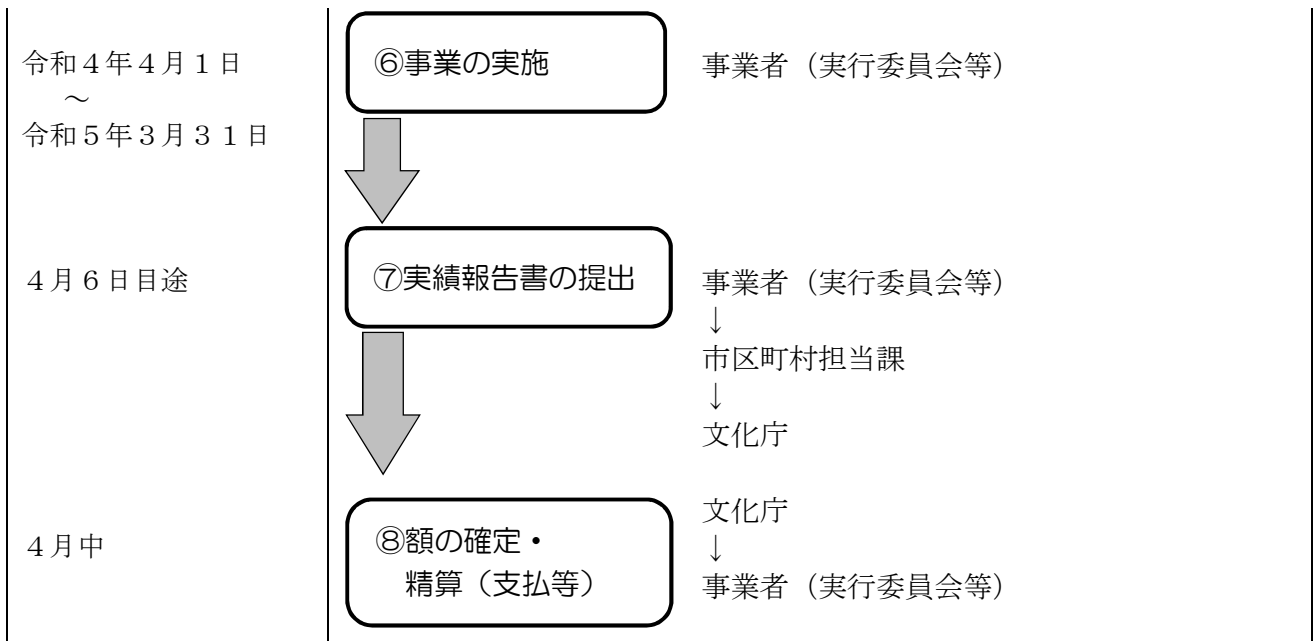 令和４年４月１日
～
令和５年３月３１日
⑥事業の実施
事業者（実行委員会等）
４月６日目途
⑦実績報告書の提出
事業者（実行委員会等）
↓
市区町村担当課
↓
文化庁
４月中
⑧額の確定・
精算（支払等）
文化庁
↓
事業者（実行委員会等）